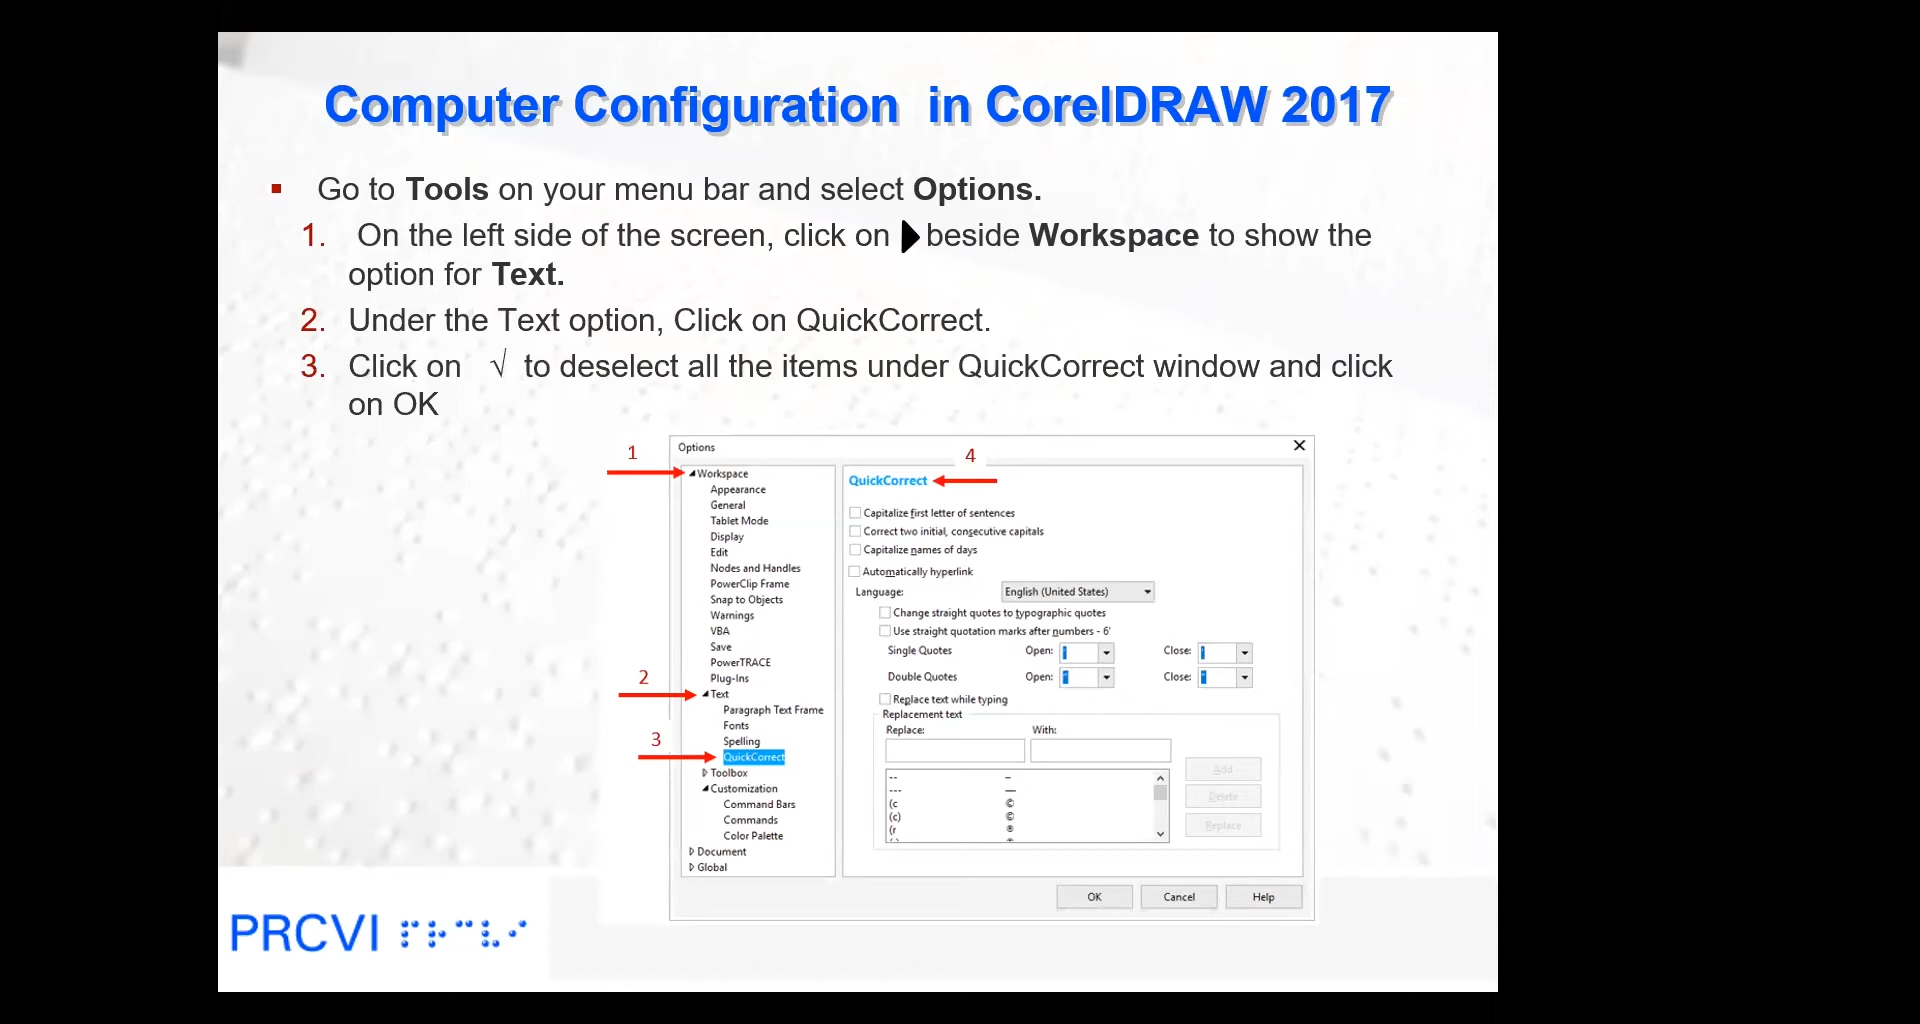 Computer Configuration in CorelDRAW 2017
▪ Go to Tools on your menu bar and select Options.
1. On the left side of the screen, click on ▶ beside Workspace to show the
option for Text.
2. Under the Text option, Click on QuickCorrect.
3. Click on √ to deselect all the items under QuickCorrect window and click
on OK
Options
1
Workspace
Appearance
General
Tablet Mode
Display
Edit
Nodes and Handles
PowerClip Frame
Snap to Objects
Warnings
VBA
Save
PowerTRACE
Plug-Ins
2
Text
Paragraph Text Frame
Fonts
Spelling
3
QuickCorrect
Toolbox
Customization
Command Bars
Commands
Color Palette
Document
Global
4
QuickCorrect
Capitalize first letter of sentences
Correct two initial, consecutive capitals
Capitalize names of days
Automatically hyperlink
Language: English (United States)
Change straight quotes to typographic quotes
Use straight quotation marks after numbers - 6'
Single Quotes Open: Close:
Double Quotes Open: Close:
Replace text while typing
Replacement text
Replace: With:
-- –
--- —
(c ©
(c) ©
(r ®
Add
Delete
Replace
OK Cancel Help
PRCVI ⠏⠗⠉⠧⠊